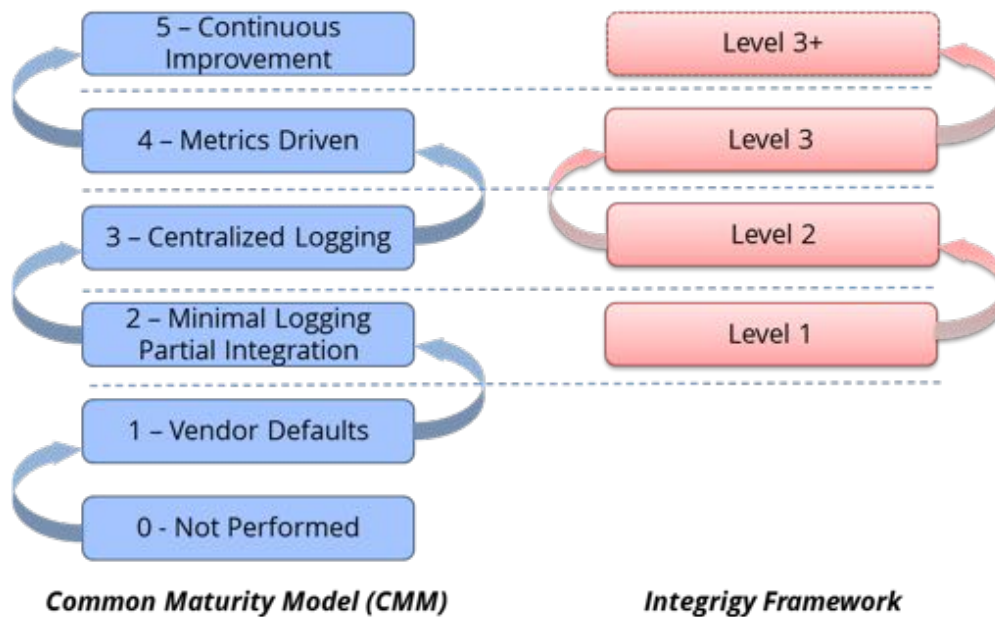 5 – Continuous
Improvement
Level 3+
4 – Metrics Driven
Level 3
3 – Centralized Logging
Level 2
2 – Minimal Logging
Partial Integration
Level 1
1 – Vendor Defaults
0 - Not Performed
Common Maturity Model (CMM)
Integrigy Framework